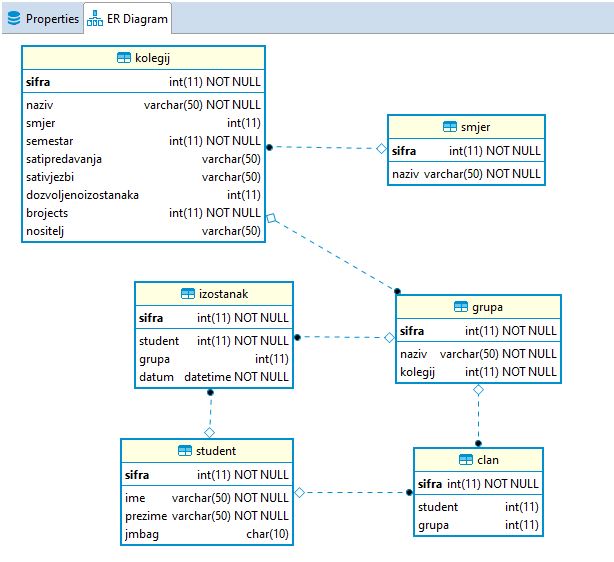 Properties ER Diagram
kolegij
sifra int(11) NOT NULL
naziv varchar(50) NOT NULL
smjer int(11)
semestar int(11) NOT NULL
satipredavanja varchar(50)
sativjezbi varchar(50)
dozvoljenoizostanaka int(11)
brojects int(11) NOT NULL
nositelj varchar(50)
smjer
sifra int(11) NOT NULL
naziv varchar(50) NOT NULL
izostanak
sifra int(11) NOT NULL
student int(11) NOT NULL
grupa int(11)
datum datetime NOT NULL
grupa
sifra int(11) NOT NULL
naziv varchar(50) NOT NULL
kolegij int(11) NOT NULL
student
sifra int(11) NOT NULL
ime varchar(50) NOT NULL
prezime varchar(50) NOT NULL
jmbag char(10)
clan
sifra int(11) NOT NULL
student int(11)
grupa int(11)